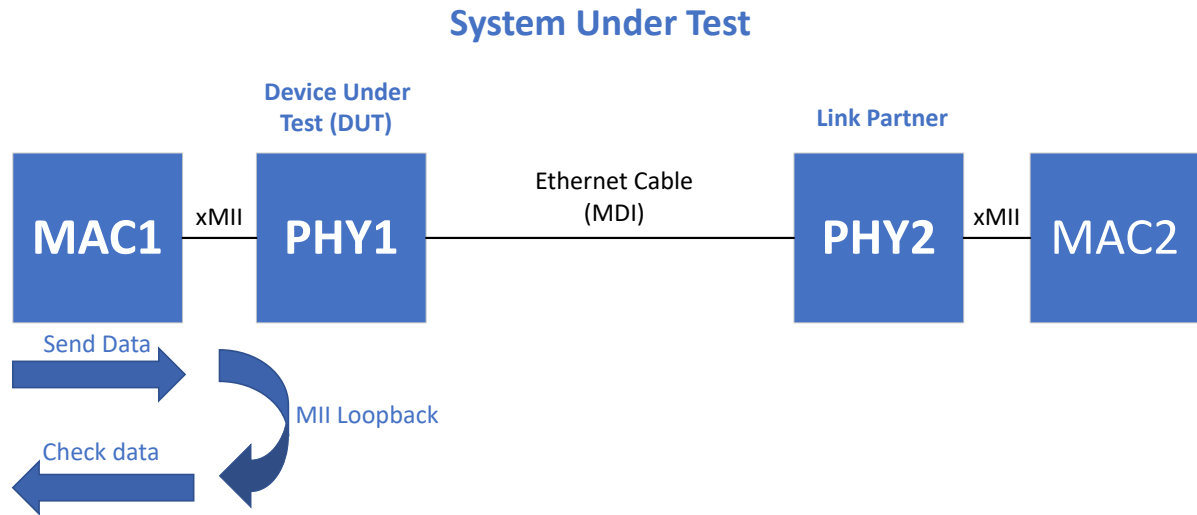 System Under Test
Device Under
Test (DUT)
Link Partner
Ethernet Cable
(MDI)
MAC1
xMII
PHY1
PHY2
xMII
MAC2
Send Data
MII Loopback
Check data